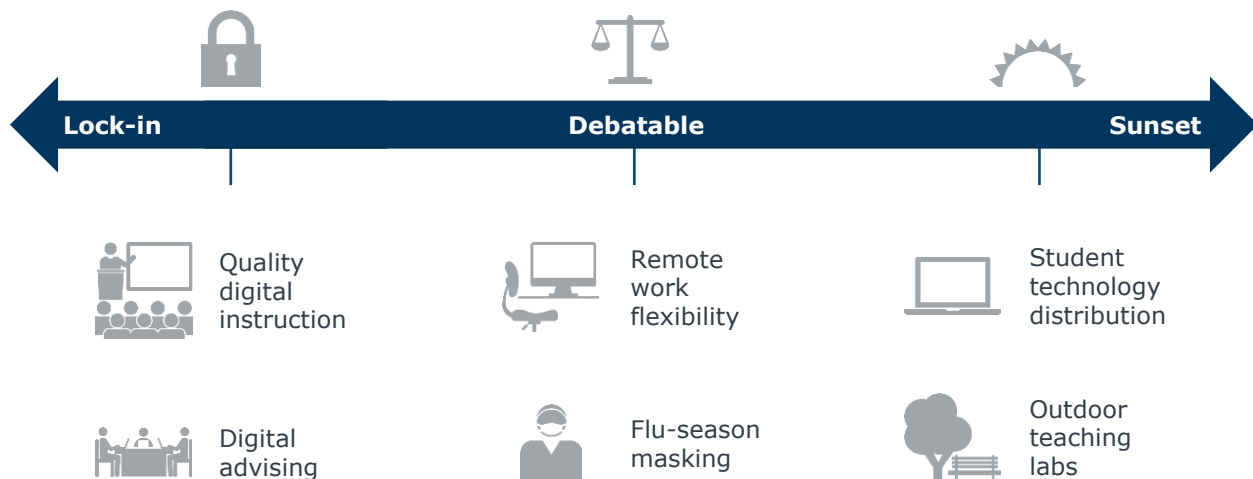 Lock-in
Debatable
Sunset
Quality
digital
instruction
Remote
work
flexibility
Student
technology
distribution
Digital
advising
Flu-season
masking
Outdoor
teaching
labs